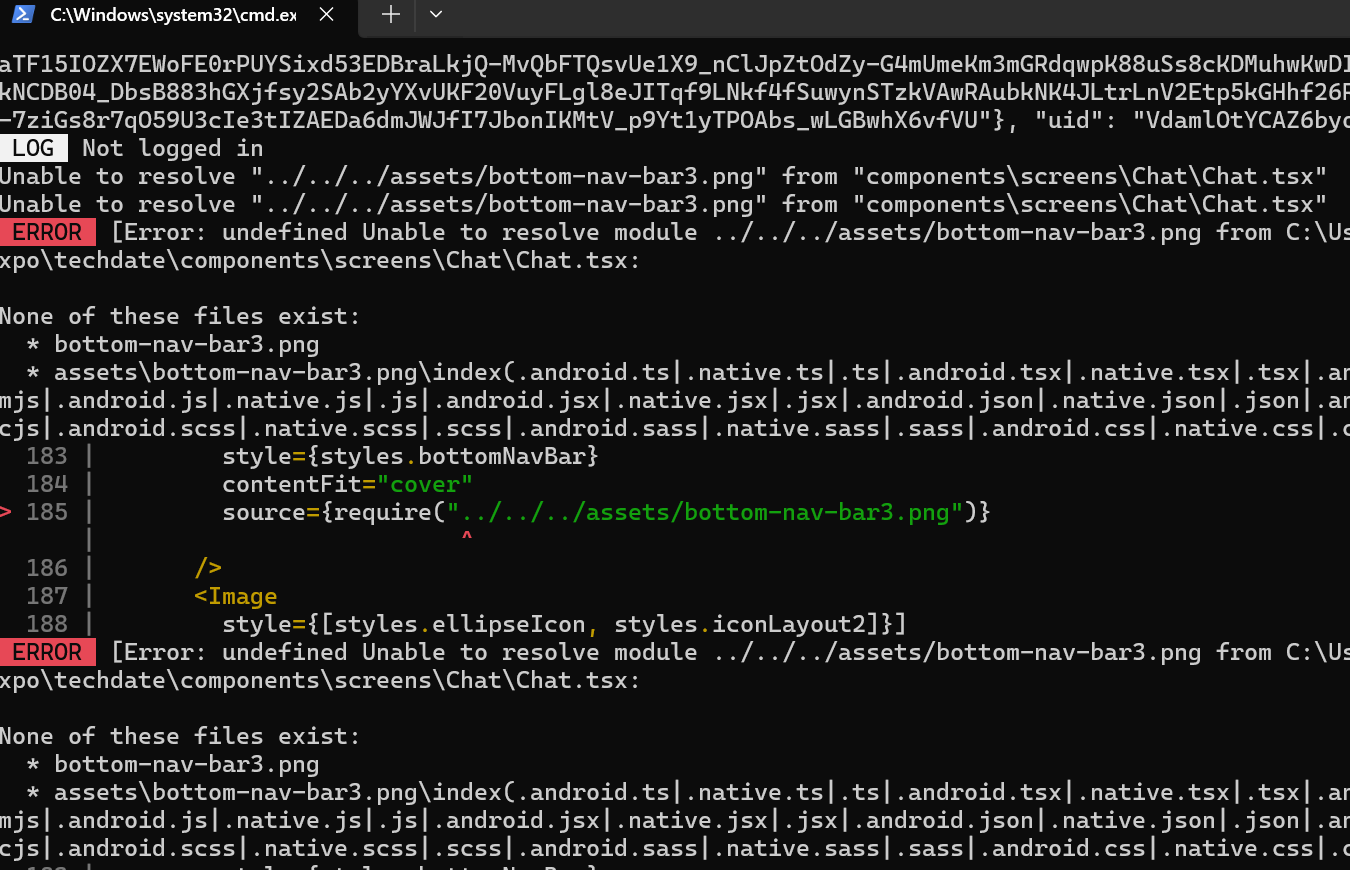 C:\Windows\system32\cmd.ex
aTF15IOZX7EWoFE0rPUYSixd53EDBraLkjQ-MvQbFTQsvUe1X9_nClJpZtOdZy-G4mUmeKm3mGRdqwpK88uSs8cKDMuhwKwDI
kNCDB04_DbsB883hGXjfsy2SAb2yYXvUKF20VuyFLgl8eJITqf9LNkf4fSuwynSTzkVAwRAubkNK4JLtrLnV2Etp5kGHhf26R
-7ziGs8r7qO59U3cIe3tIZAEDa6dmJWJfI7JbonIKMtV_p9Yt1yTPOAbs_wLGBwhX6vfVU"}, "uid": "VdamlOtYCAZ6byo
LOG Not logged in
Unable to resolve "../../../assets/bottom-nav-bar3.png" from "components\screens\Chat\Chat.tsx"
Unable to resolve "../../../assets/bottom-nav-bar3.png" from "components\screens\Chat\Chat.tsx"
ERROR [Error: undefined Unable to resolve module ../../../assets/bottom-nav-bar3.png from C:\Us
xpo\techdate\components\screens\Chat\Chat.tsx:
None of these files exist:
* bottom-nav-bar3.png
* assets\bottom-nav-bar3.png\index(.android.ts|.native.ts|.ts|.android.tsx|.native.tsx|.tsx|.an
mjs|.android.js|.native.js|.js|.android.jsx|.native.jsx|.jsx|.android.json|.native.json|.json|.an
cjs|.android.scss|.native.scss|.scss|.android.sass|.native.sass|.sass|.android.css|.native.css|.c
183 | style={styles.bottomNavBar}
184 | contentFit="cover"
> 185 | source={require("../../../assets/bottom-nav-bar3.png")}
| ^
186 | />
187 | <Image
188 | style={[styles.ellipseIcon, styles.iconLayout2]}
ERROR [Error: undefined Unable to resolve module ../../../assets/bottom-nav-bar3.png from C:\Us
xpo\techdate\components\screens\Chat\Chat.tsx:
None of these files exist:
* bottom-nav-bar3.png
* assets\bottom-nav-bar3.png\index(.android.ts|.native.ts|.ts|.android.tsx|.native.tsx|.tsx|.an
mjs|.android.js|.native.js|.js|.android.jsx|.native.jsx|.jsx|.android.json|.native.json|.json|.an
cjs|.android.scss|.native.scss|.scss|.android.sass|.native.sass|.sass|.android.css|.native.css|.c